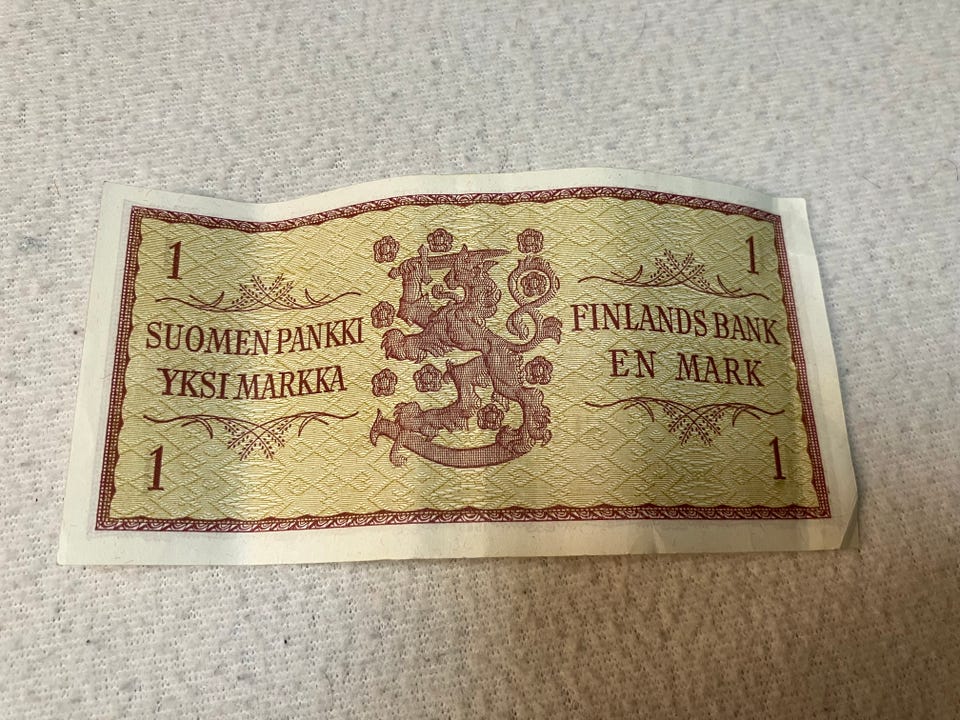 1
SUOMEN PANKKI
YKSI MARKKA
1
1
FINLANDS BANK
EN MARK
1